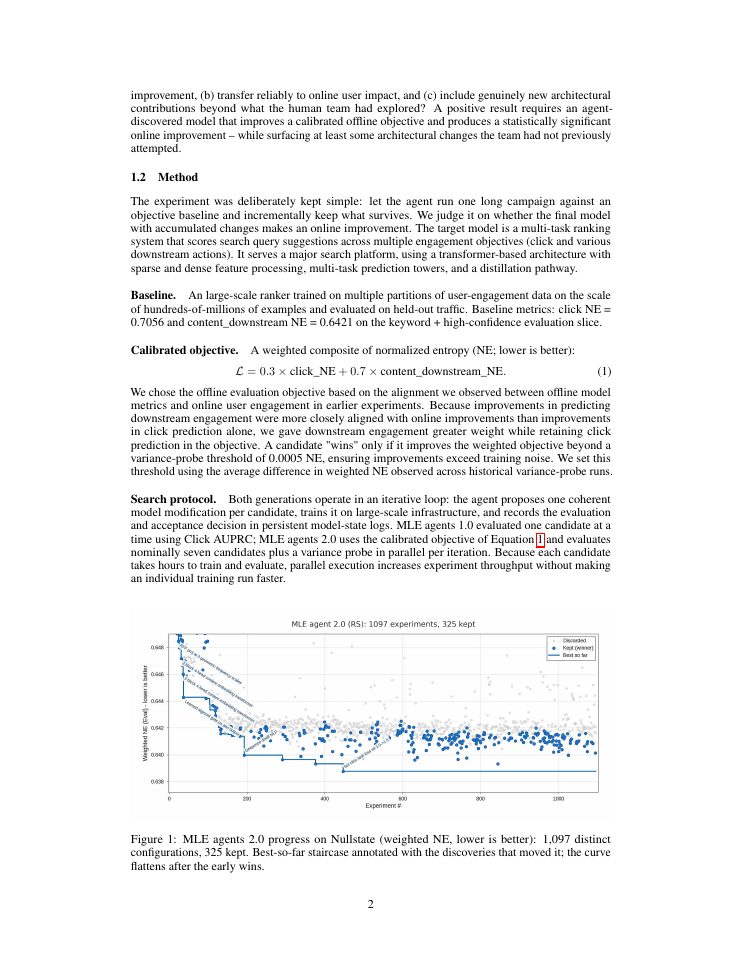 improvement, (b) transfer reliably to online user impact, and (c) include genuinely new architectural
contributions beyond what the human team had explored? A positive result requires an agent-
discovered model that improves a calibrated offline objective and produces a statistically significant
online improvement – while surfacing at least some architectural changes the team had not previously
attempted.
1.2 Method
The experiment was deliberately kept simple: let the agent run one long campaign against an
objective baseline and incrementally keep what survives. We judge it on whether the final model
with accumulated changes makes an online improvement. The target model is a multi-task ranking
system that scores search query suggestions across multiple engagement objectives (click and various
downstream actions). It serves a major search platform, using a transformer-based architecture with
sparse and dense feature processing, multi-task prediction towers, and a distillation pathway.
Baseline. An large-scale ranker trained on multiple partitions of user-engagement data on the scale
of hundreds-of-millions of examples and evaluated on held-out traffic. Baseline metrics: click NE =
0.7056 and content_downstream NE = 0.6421 on the keyword + high-confidence evaluation slice.
Calibrated objective. A weighted composite of normalized entropy (NE; lower is better):
ℒ = 0.3 × click_NE + 0.7 × content_downstream_NE. (1)
We chose the offline evaluation objective based on the alignment we observed between offline model
metrics and online user engagement in earlier experiments. Because improvements in predicting
downstream engagement were more closely aligned with online improvements than improvements
in click prediction alone, we gave downstream engagement greater weight while retaining click
prediction in the objective. A candidate "wins" only if it improves the weighted objective beyond a
variance-probe threshold of 0.0005 NE, ensuring improvements exceed training noise. We set this
threshold using the average difference in weighted NE observed across historical variance-probe runs.
Search protocol. Both generations operate in an iterative loop: the agent proposes one coherent
model modification per candidate, trains it on large-scale infrastructure, and records the evaluation
and acceptance decision in persistent model-state logs. MLE agents 1.0 evaluated one candidate at a
time using Click AUPRC; MLE agents 2.0 uses the calibrated objective of Equation 1 and evaluates
nominally seven candidates plus a variance probe in parallel per iteration. Because each candidate
takes hours to train and evaluate, parallel execution increases experiment throughput without making
an individual training run faster.
MLE agent 2.0 (RS): 1097 experiments, 325 kept
Discarded
Kept (winner)
Best so far
Weighted NE (Eval) - lower is better
0.648
0.646
0.644
0.642
0.640
0.638
0
200
400
600
800
1000
Experiment #
Figure 1: MLE agents 2.0 progress on Nullstate (weighted NE, lower is better): 1,097 distinct
configurations, 325 kept. Best-so-far staircase annotated with the discoveries that moved it; the curve
flattens after the early wins.
2